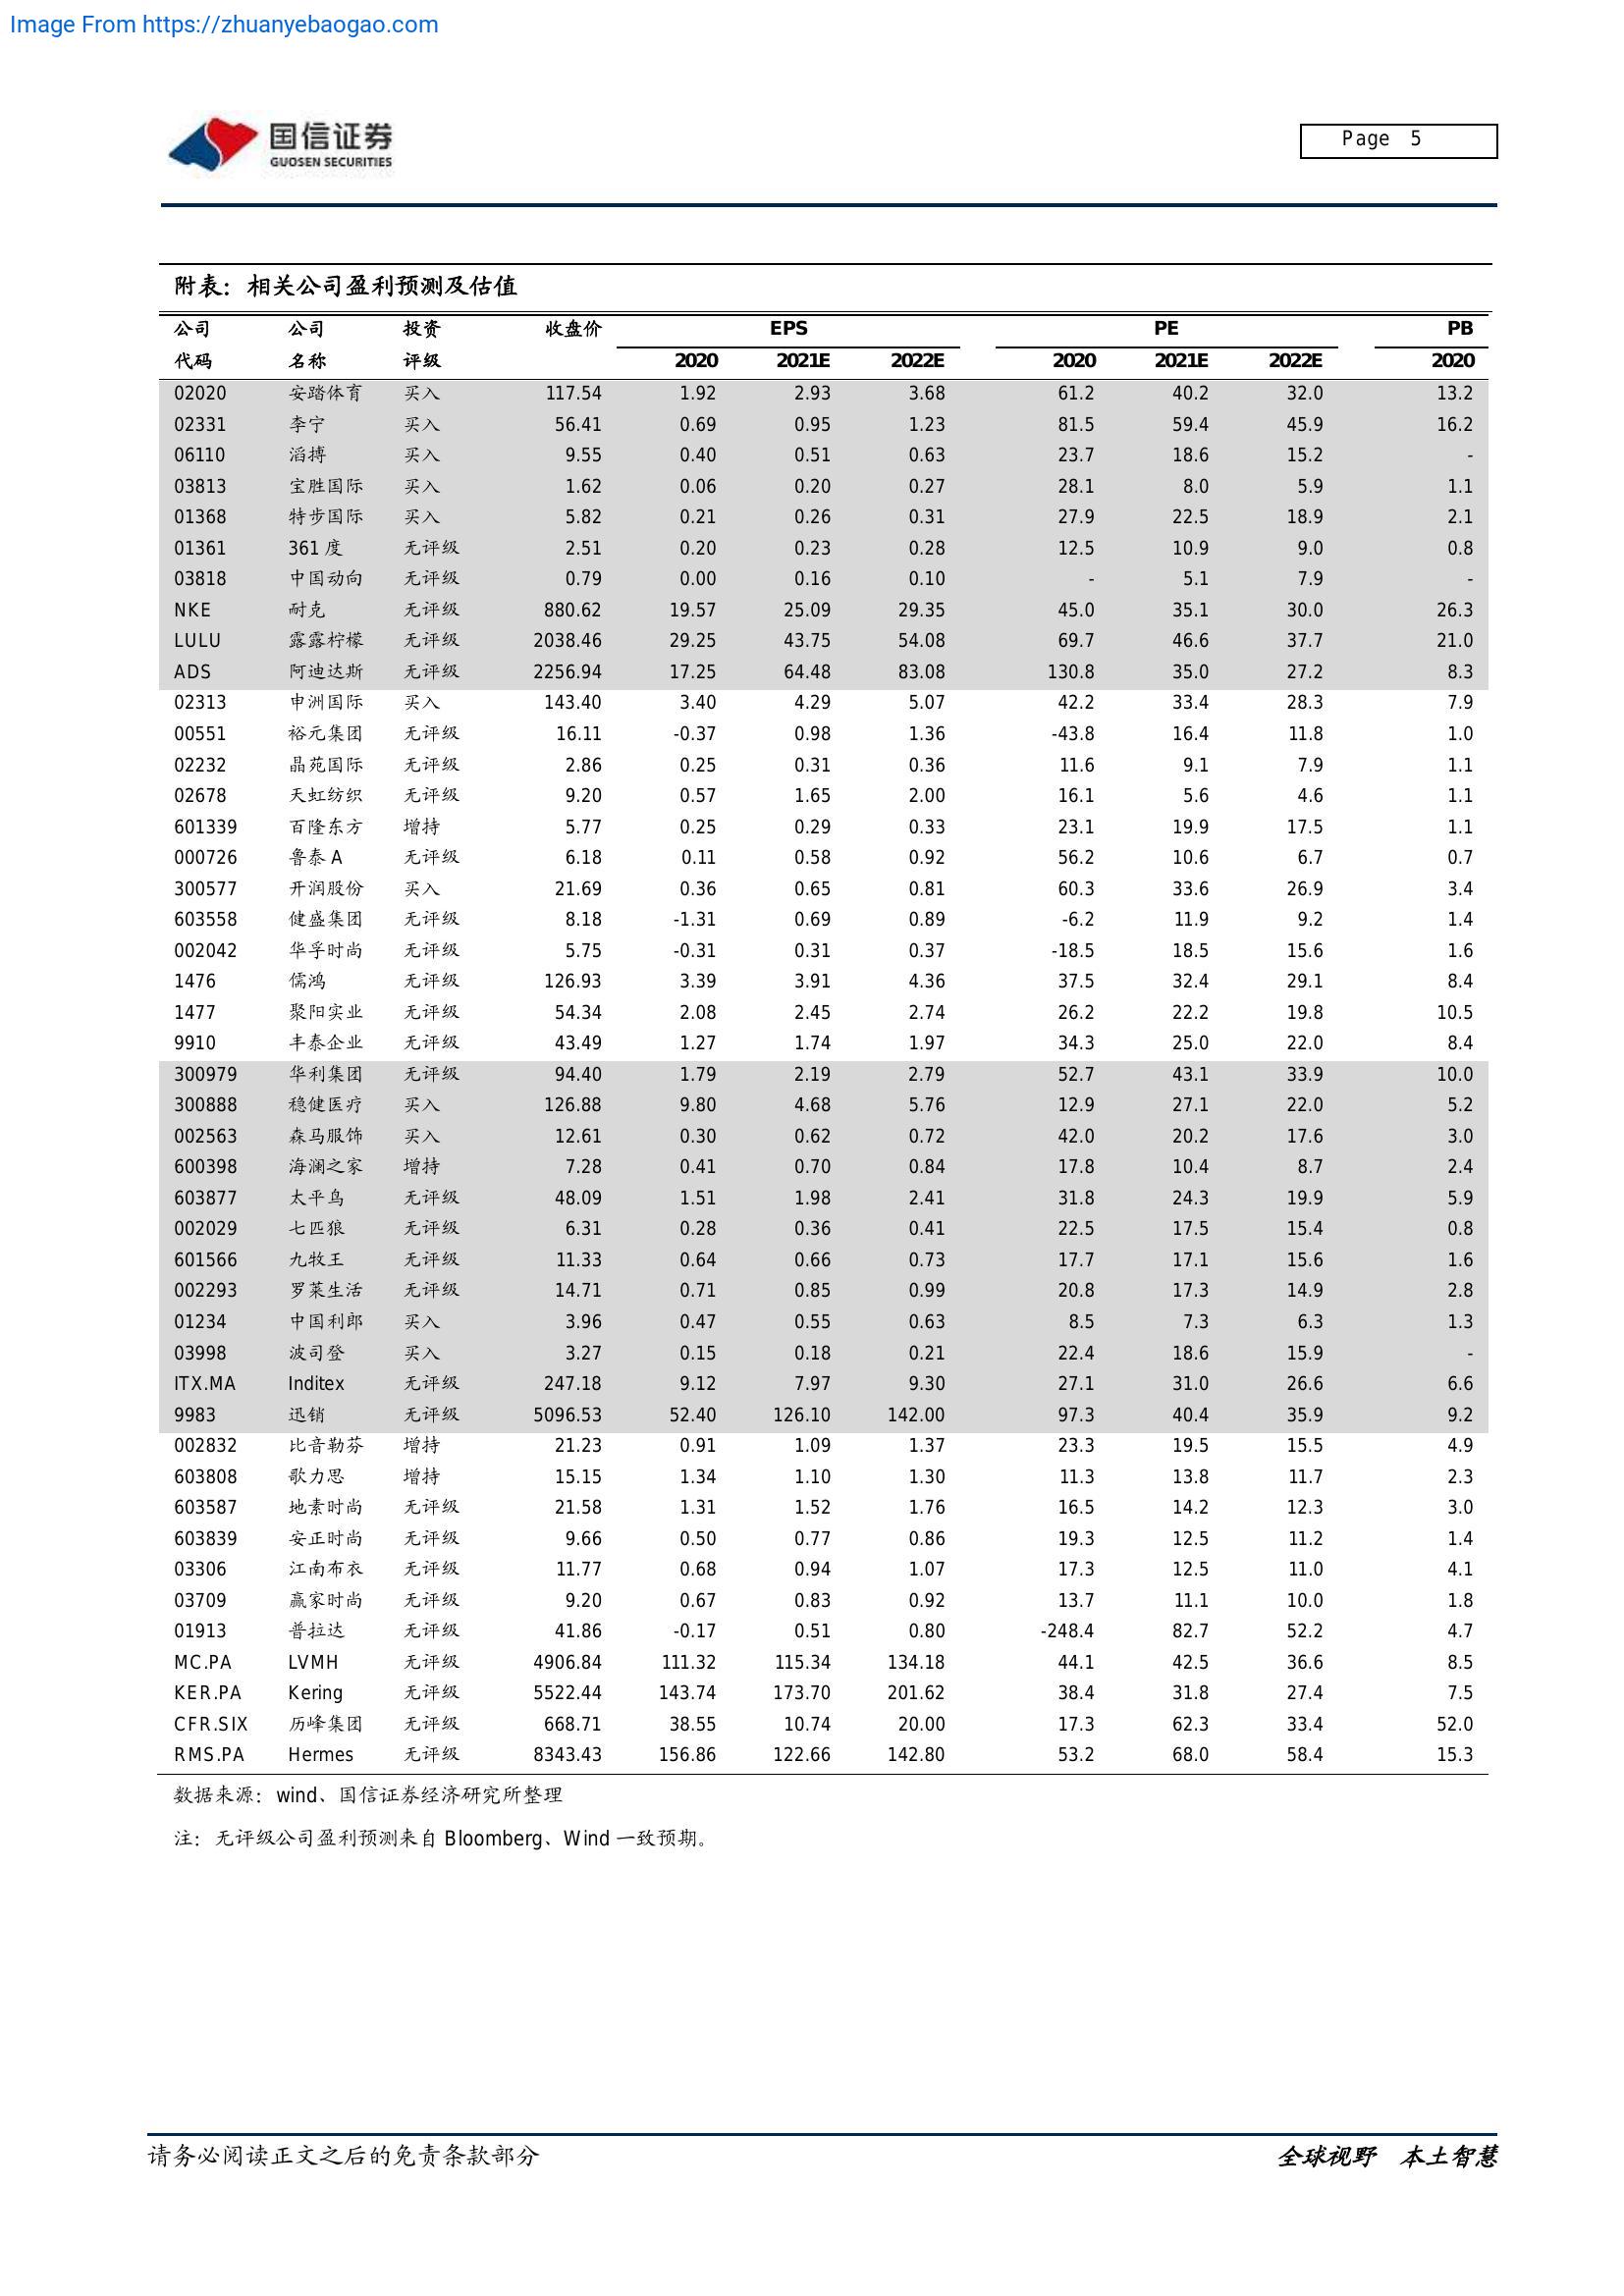 Image From https://zhuanyebaogao.com
国信证券
GUOSEN SECURITIES
Page 5
附表：相关公司盈利预测及估值
公司 公司 投资 收盘价 EPS PE PB
代码 名称 评级 2020 2021E 2022E 2020 2021E 2022E 2020
02020 安踏体育 买入 117.54 1.92 2.93 3.68 61.2 40.2 32.0 13.2
02331 李宁 买入 56.41 0.69 0.95 1.23 81.5 59.4 45.9 16.2
06110 滔搏 买入 9.55 0.40 0.51 0.63 23.7 18.6 15.2 -
03813 宝胜国际 买入 1.62 0.06 0.20 0.27 28.1 8.0 5.9 1.1
01368 特步国际 买入 5.82 0.21 0.26 0.31 27.9 22.5 18.9 2.1
01361 361 度 无评级 2.51 0.20 0.23 0.28 12.5 10.9 9.0 0.8
03818 中国动向 无评级 0.79 0.00 0.16 0.10 - 5.1 7.9 -
NKE 耐克 无评级 880.62 19.57 25.09 29.35 45.0 35.1 30.0 26.3
LULU 露露柠檬 无评级 2038.46 29.25 43.75 54.08 69.7 46.6 37.7 21.0
ADS 阿迪达斯 无评级 2256.94 17.25 64.48 83.08 130.8 35.0 27.2 8.3
02313 申洲国际 买入 143.40 3.40 4.29 5.07 42.2 33.4 28.3 7.9
00551 裕元集团 无评级 16.11 -0.37 0.98 1.36 -43.8 16.4 11.8 1.0
02232 晶苑国际 无评级 2.86 0.25 0.31 0.36 11.6 9.1 7.9 1.1
02678 天虹纺织 无评级 9.20 0.57 1.65 2.00 16.1 5.6 4.6 1.1
601339 百隆东方 增持 5.77 0.25 0.29 0.33 23.1 19.9 17.5 1.1
000726 鲁泰 A 无评级 6.18 0.11 0.58 0.92 56.2 10.6 6.7 0.7
300577 开润股份 买入 21.69 0.36 0.65 0.81 60.3 33.6 26.9 3.4
603558 健盛集团 无评级 8.18 -1.31 0.69 0.89 -6.2 11.9 9.2 1.4
002042 华孚时尚 无评级 5.75 -0.31 0.31 0.37 -18.5 18.5 15.6 1.6
1476 儒鸿 无评级 126.93 3.39 3.91 4.36 37.5 32.4 29.1 8.4
1477 聚阳实业 无评级 54.34 2.08 2.45 2.74 26.2 22.2 19.8 10.5
9910 丰泰企业 无评级 43.49 1.27 1.74 1.97 34.3 25.0 22.0 8.4
300979 华利集团 无评级 94.40 1.79 2.19 2.79 52.7 43.1 33.9 10.0
300888 稳健医疗 买入 126.88 9.80 4.68 5.76 12.9 27.1 22.0 5.2
002563 森马服饰 买入 12.61 0.30 0.62 0.72 42.0 20.2 17.6 3.0
600398 海澜之家 增持 7.28 0.41 0.70 0.84 17.8 10.4 8.7 2.4
603877 太平鸟 无评级 48.09 1.51 1.98 2.41 31.8 24.3 19.9 5.9
002029 七匹狼 无评级 6.31 0.28 0.36 0.41 22.5 17.5 15.4 0.8
601566 九牧王 无评级 11.33 0.64 0.66 0.73 17.7 17.1 15.6 1.6
002293 罗莱生活 无评级 14.71 0.71 0.85 0.99 20.8 17.3 14.9 2.8
01234 中国利郎 买入 3.96 0.47 0.55 0.63 8.5 7.3 6.3 1.3
03998 波司登 买入 3.27 0.15 0.18 0.21 22.4 18.6 15.9 -
ITX.MA Inditex 无评级 247.18 9.12 7.97 9.30 27.1 31.0 26.6 6.6
9983 迅销 无评级 5096.53 52.40 126.10 142.00 97.3 40.4 35.9 9.2
002832 比音勒芬 增持 21.23 0.91 1.09 1.37 23.3 19.5 15.5 4.9
603808 歌力思 增持 15.15 1.34 1.10 1.30 11.3 13.8 11.7 2.3
603587 地素时尚 无评级 21.58 1.31 1.52 1.76 16.5 14.2 12.3 3.0
603839 安正时尚 无评级 9.66 0.50 0.77 0.86 19.3 12.5 11.2 1.4
03306 江南布衣 无评级 11.77 0.68 0.94 1.07 17.3 12.5 11.0 4.1
03709 赢家时尚 无评级 9.20 0.67 0.83 0.92 13.7 11.1 10.0 1.8
01913 普拉达 无评级 41.86 -0.17 0.51 0.80 -248.4 82.7 52.2 4.7
MC.PA LVMH 无评级 4906.84 111.32 115.34 134.18 44.1 42.5 36.6 8.5
KER.PA Kering 无评级 5522.44 143.74 173.70 201.62 38.4 31.8 27.4 7.5
CFR.SIX 历峰集团 无评级 668.71 38.55 10.74 20.00 17.3 62.3 33.4 52.0
RMS.PA Hermes 无评级 8343.43 156.86 122.66 142.80 53.2 68.0 58.4 15.3
数据来源：wind、国信证券经济研究所整理
注：无评级公司盈利预测来自 Bloomberg、Wind 一致预期。
请务必阅读正文之后的免责条款部分
全球视野 本土智慧